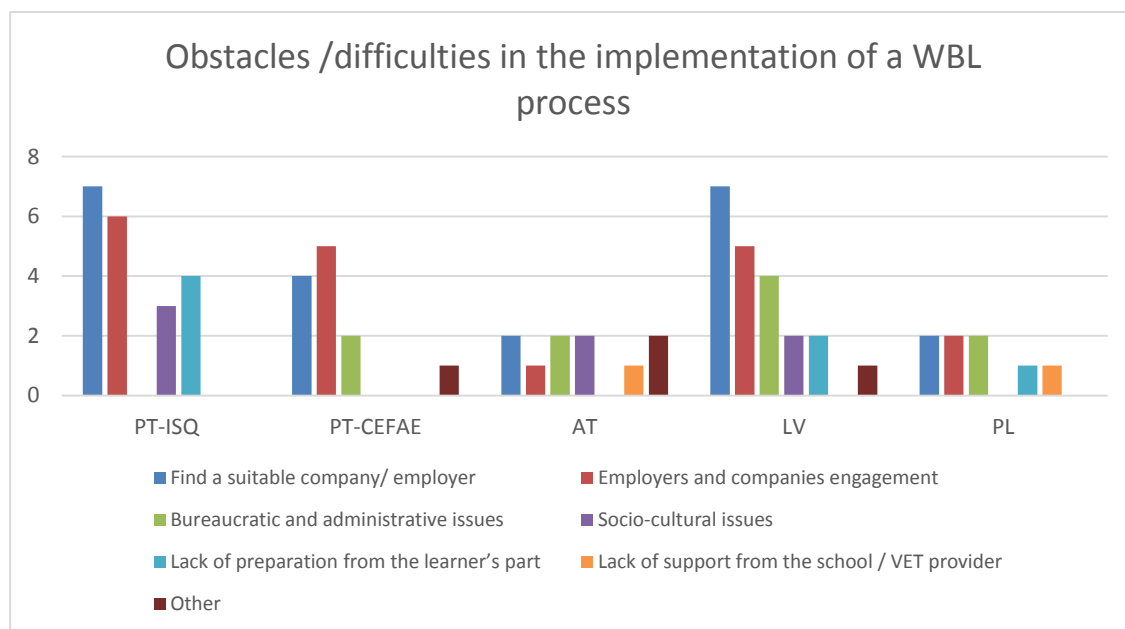 Obstacles /difficulties in the implementation of a WBL
process
8
6
4
2
0
PT-ISQ PT-CEFAE AT LV PL
Find a suitable company/ employer Employers and companies engagement
Bureaucratic and administrative issues Socio-cultural issues
Lack of preparation from the learner’s part Lack of support from the school / VET provider
Other